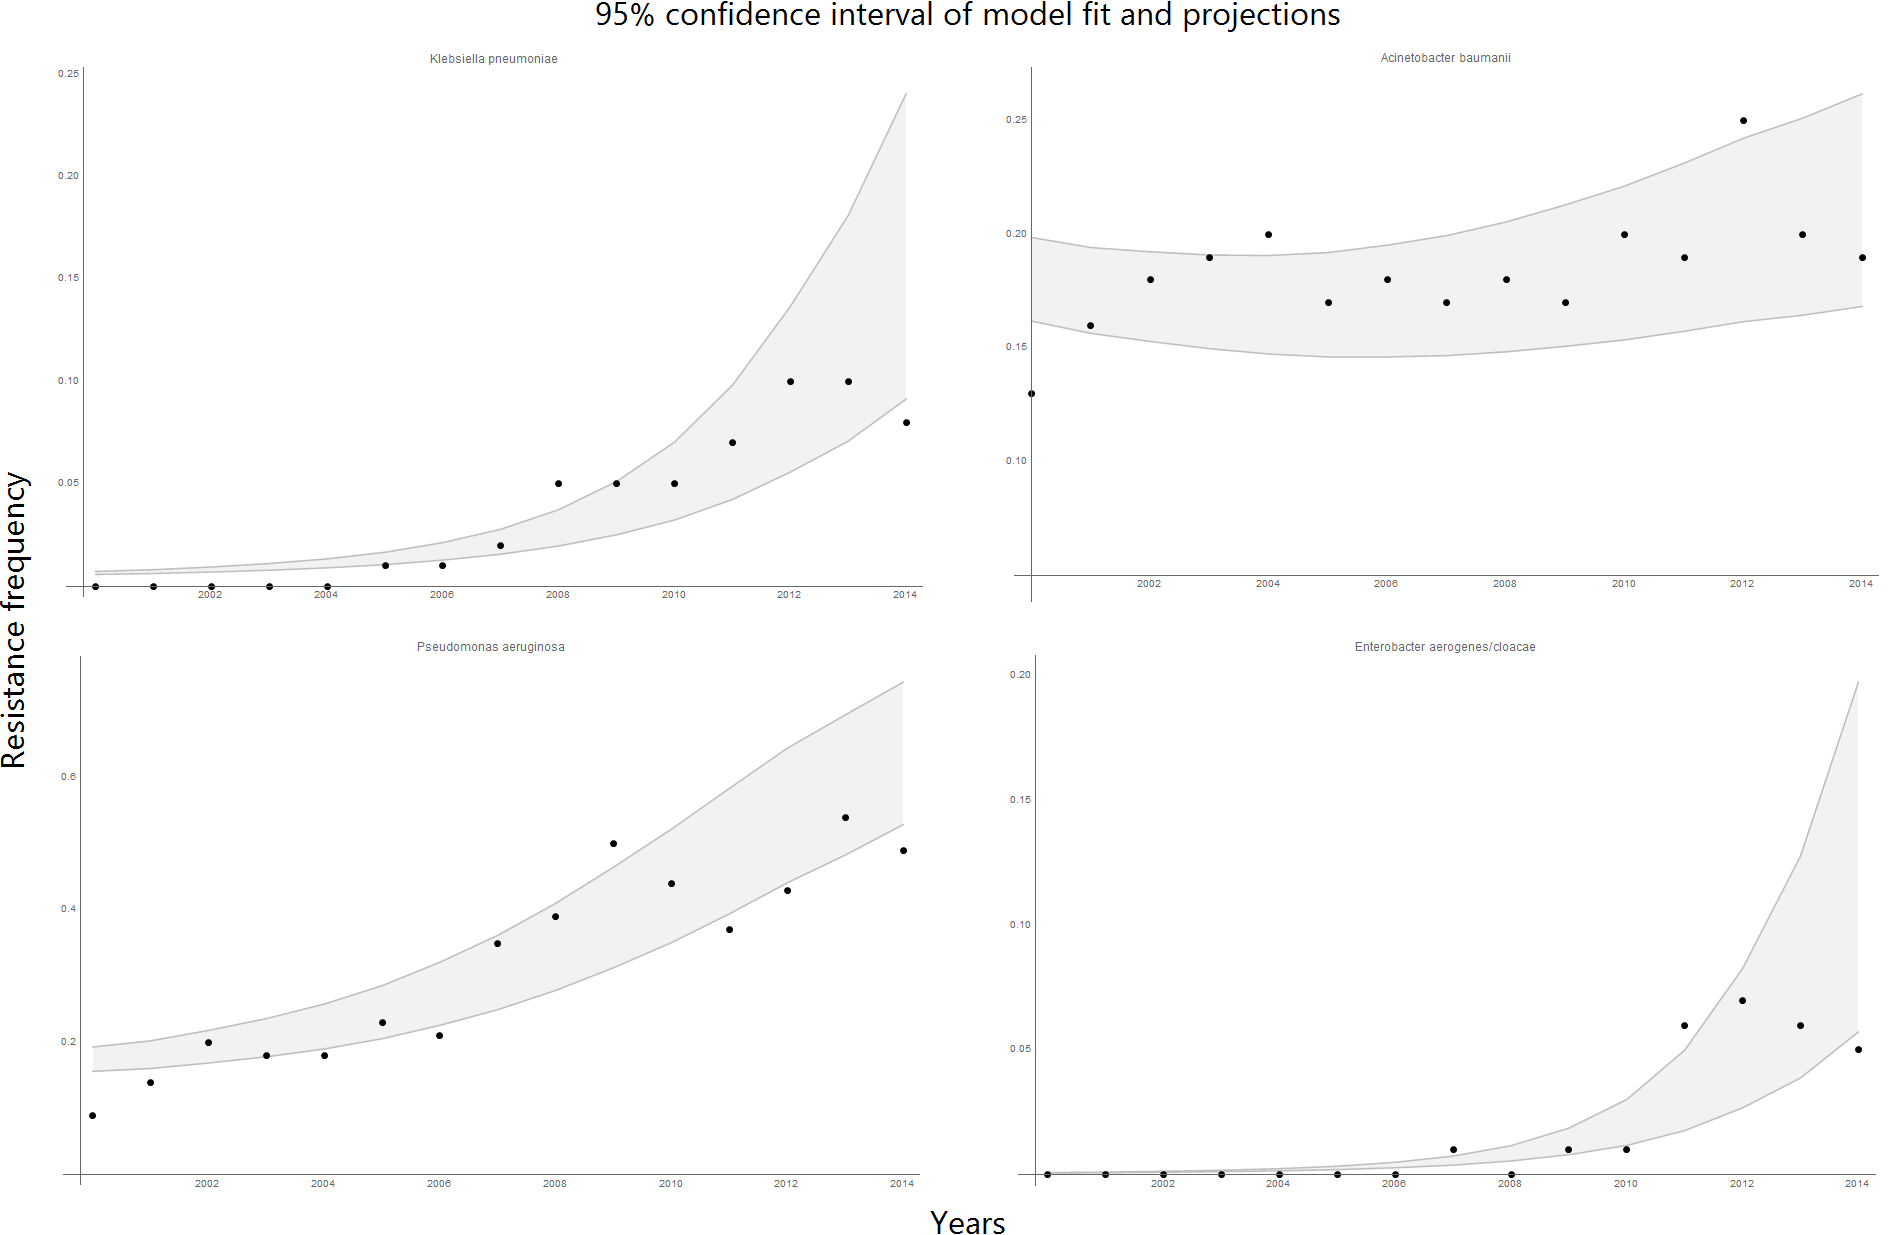 95% confidence interval of model fit and projections
Klebsiella pneumoniae
0.25
0.20
0.15
0.10
0.05
2002 2004 2006 2008 2010 2012 2014
Acinetobacter baumanii
0.25
0.20
0.15
0.10
2002 2004 2006 2008 2010 2012 2014
Resistance frequency
Pseudomonas aeruginosa
0.6
0.4
0.2
2002 2004 2006 2008 2010 2012 2014
Enterobacter aerogenes/cloacae
0.20
0.15
0.10
0.05
2002 2004 2006 2008 2010 2012 2014
Years